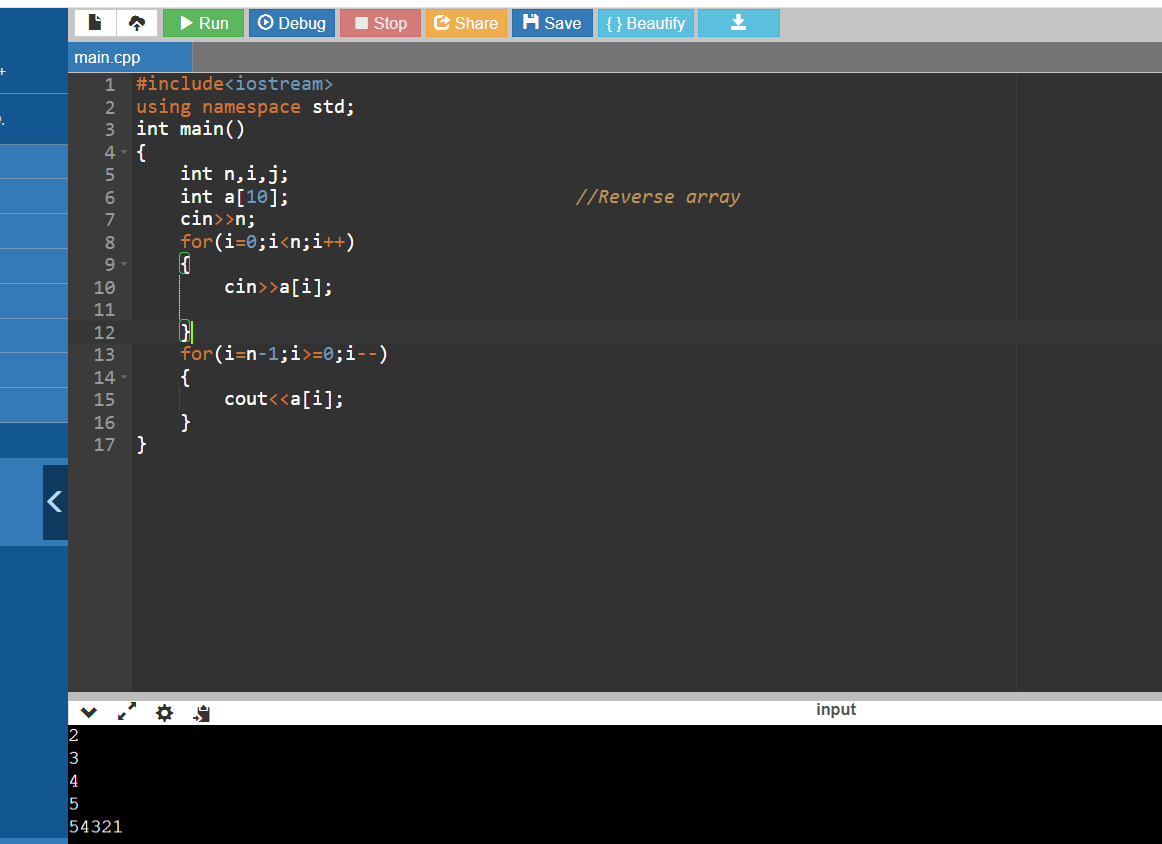 Run Debug Stop Share Save { } Beautify
main.cpp
+
1 #include<iostream>
2 using namespace std;
3 int main()
4 {
5 int n,i,j;
6 int a[10]; //Reverse array
7 cin>>n;
8 for(i=0;i<n;i++)
9 {
10 cin>>a[i];
11
12 }
13 for(i=n-1;i>=0;i--)
14 {
15 cout<<a[i];
16 }
17 }
input
2
3
4
5
54321